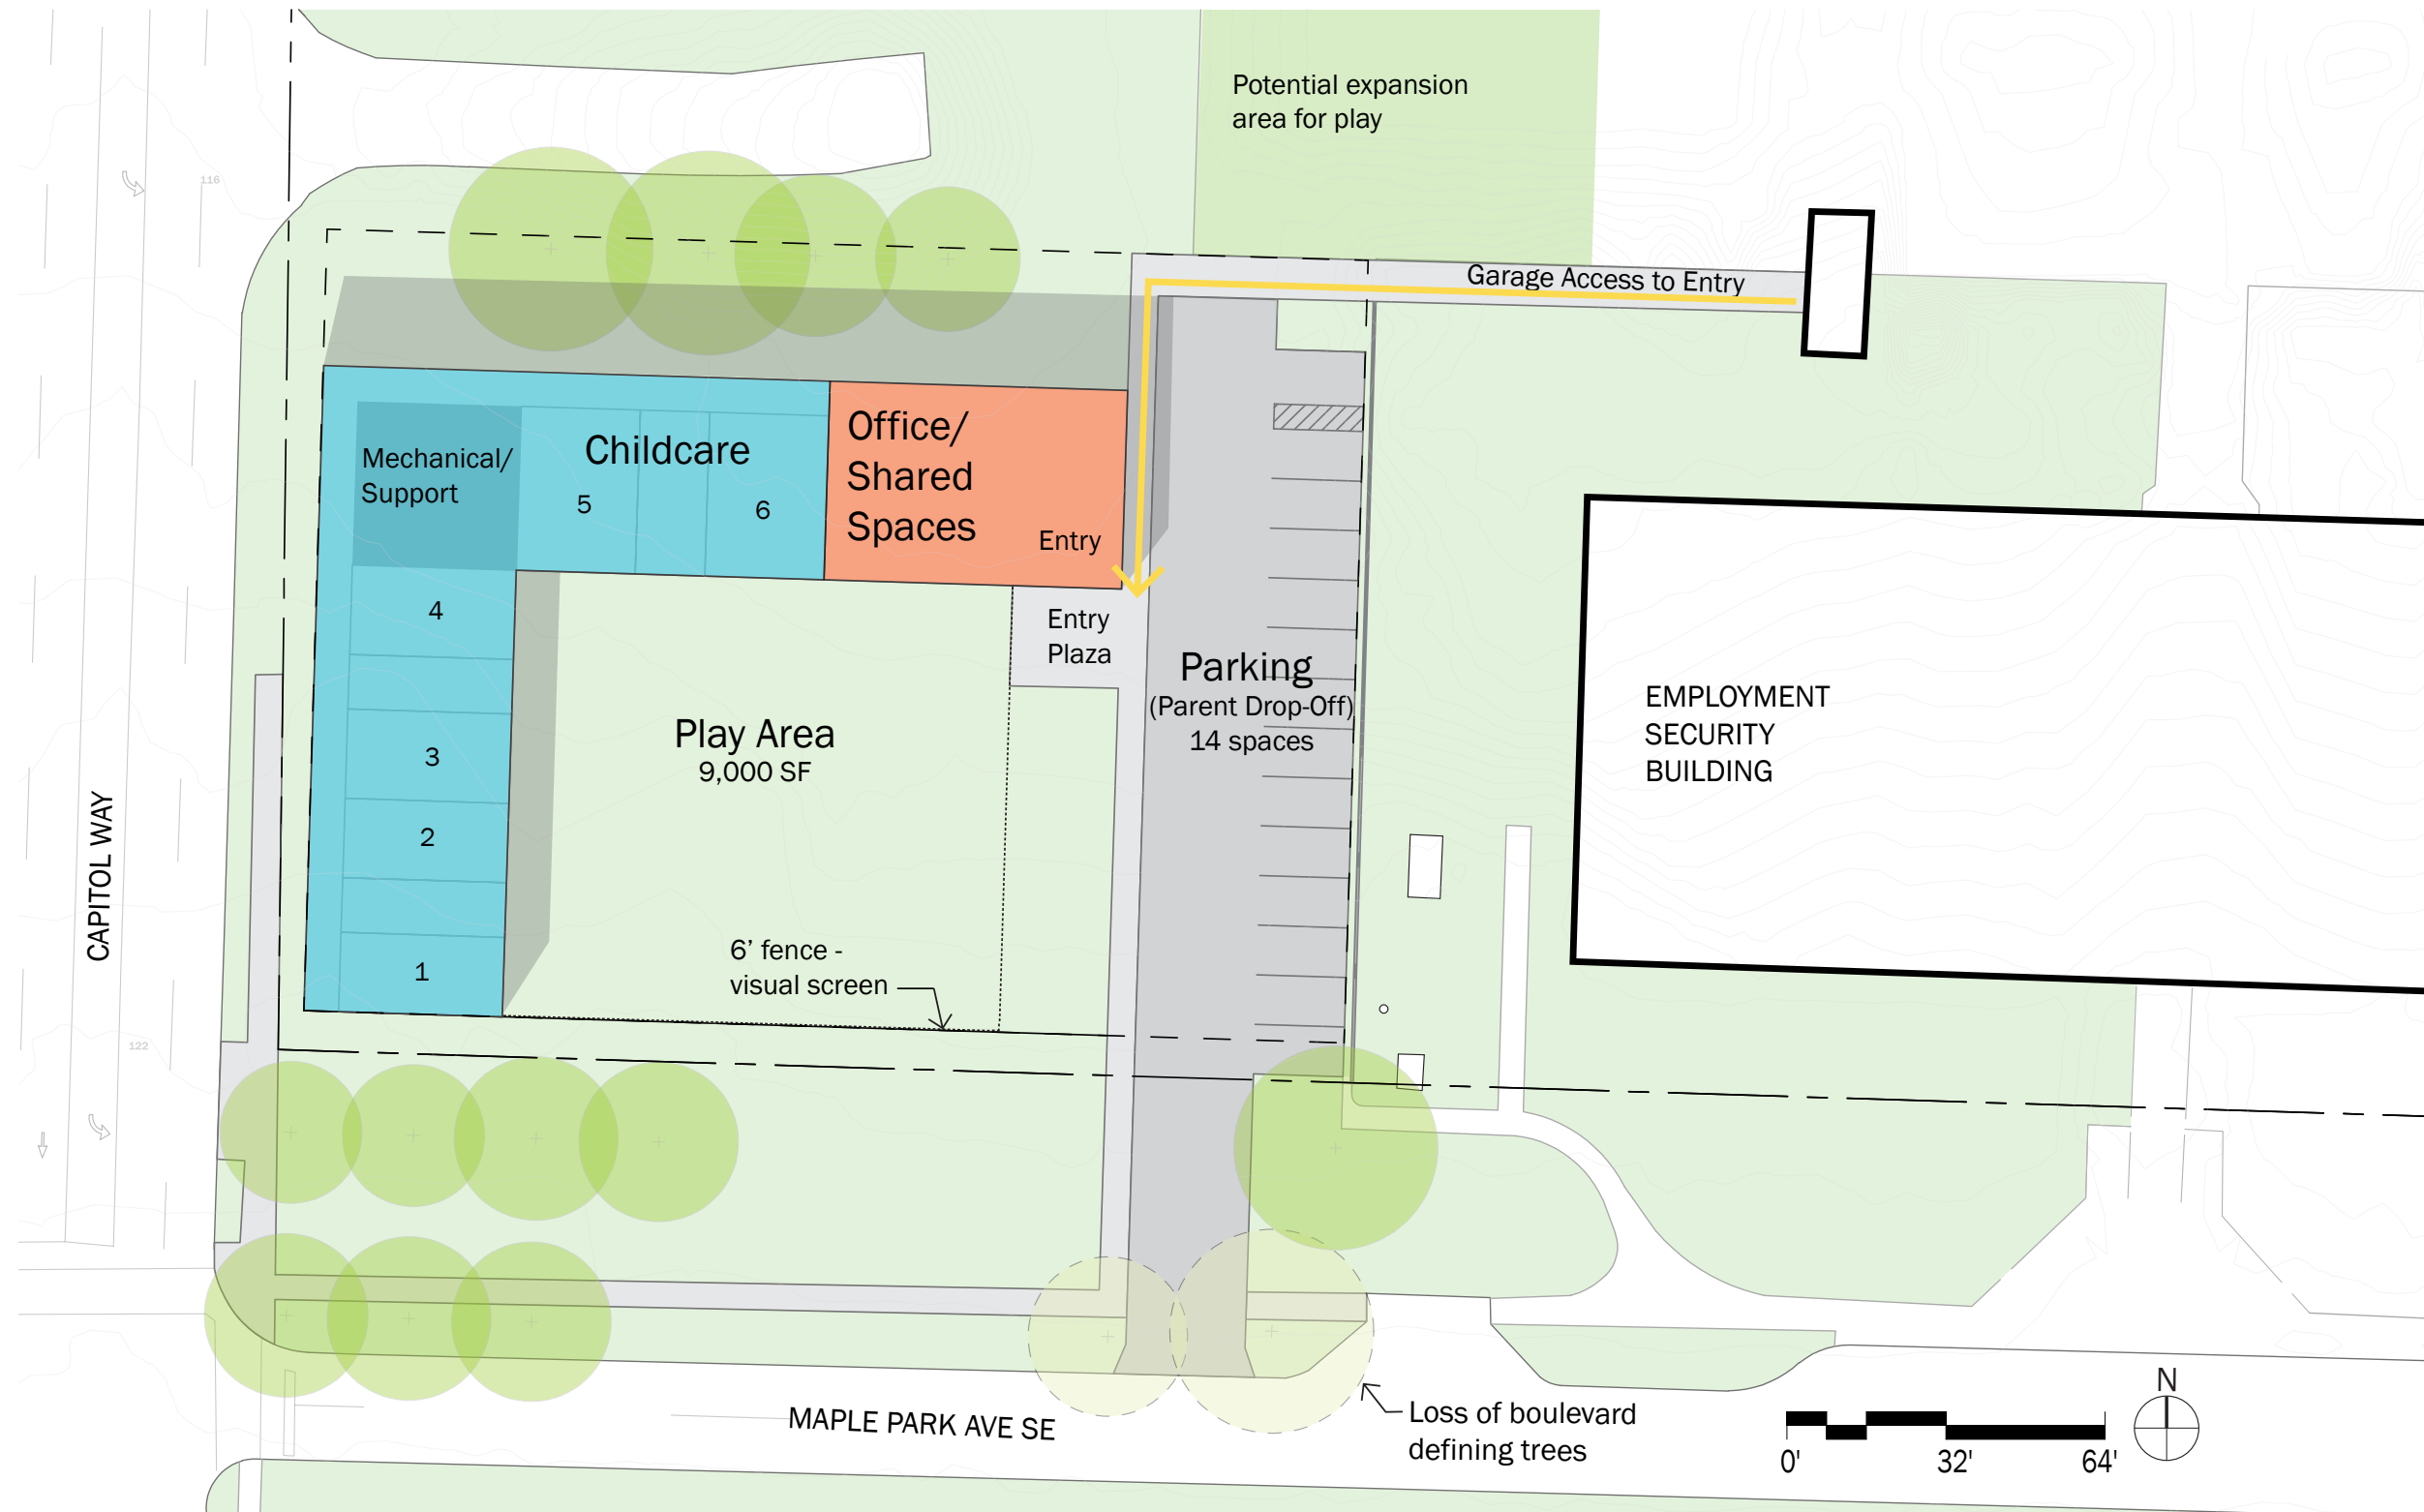 Potential expansion
area for play
116
Garage Access to Entry
Mechanical/
Support
Childcare
5
6
Office/
Shared
Spaces
Entry
4
Entry
Plaza
Parking
(Parent Drop-Off)
14 spaces
EMPLOYMENT
SECURITY
BUILDING
3
Play Area
9,000 SF
2
CAPITOL WAY
6’ fence -
visual screen
1
122
MAPLE PARK AVE SE
Loss of boulevard
defining trees
N
0' 32' 64'